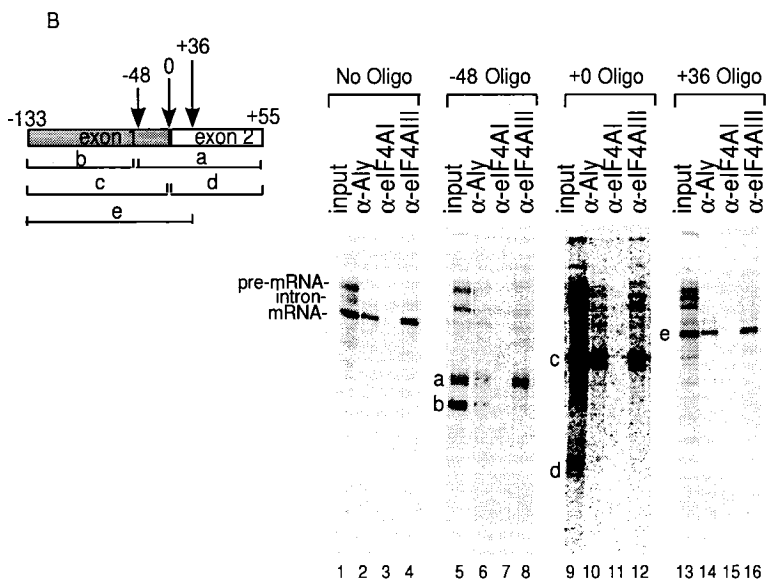 B
-48
0
+36
-133
+55
exon 1
exon 2
b
a
c
d
e
No Oligo
-48 Oligo
+0 Oligo
+36 Oligo
input
α-Aly
α-eIF4AI
α-eIF4AIII
input
α-Aly
α-eIF4AI
α-eIF4AIII
input
α-Aly
α-eIF4AI
α-eIF4AIII
input
α-Aly
α-eIF4AI
α-eIF4AIII
pre-mRNA-
intron-
mRNA-
a
b
c
d
e
1 2 3 4 5 6 7 8 9 10 11 12 13 14 15 16